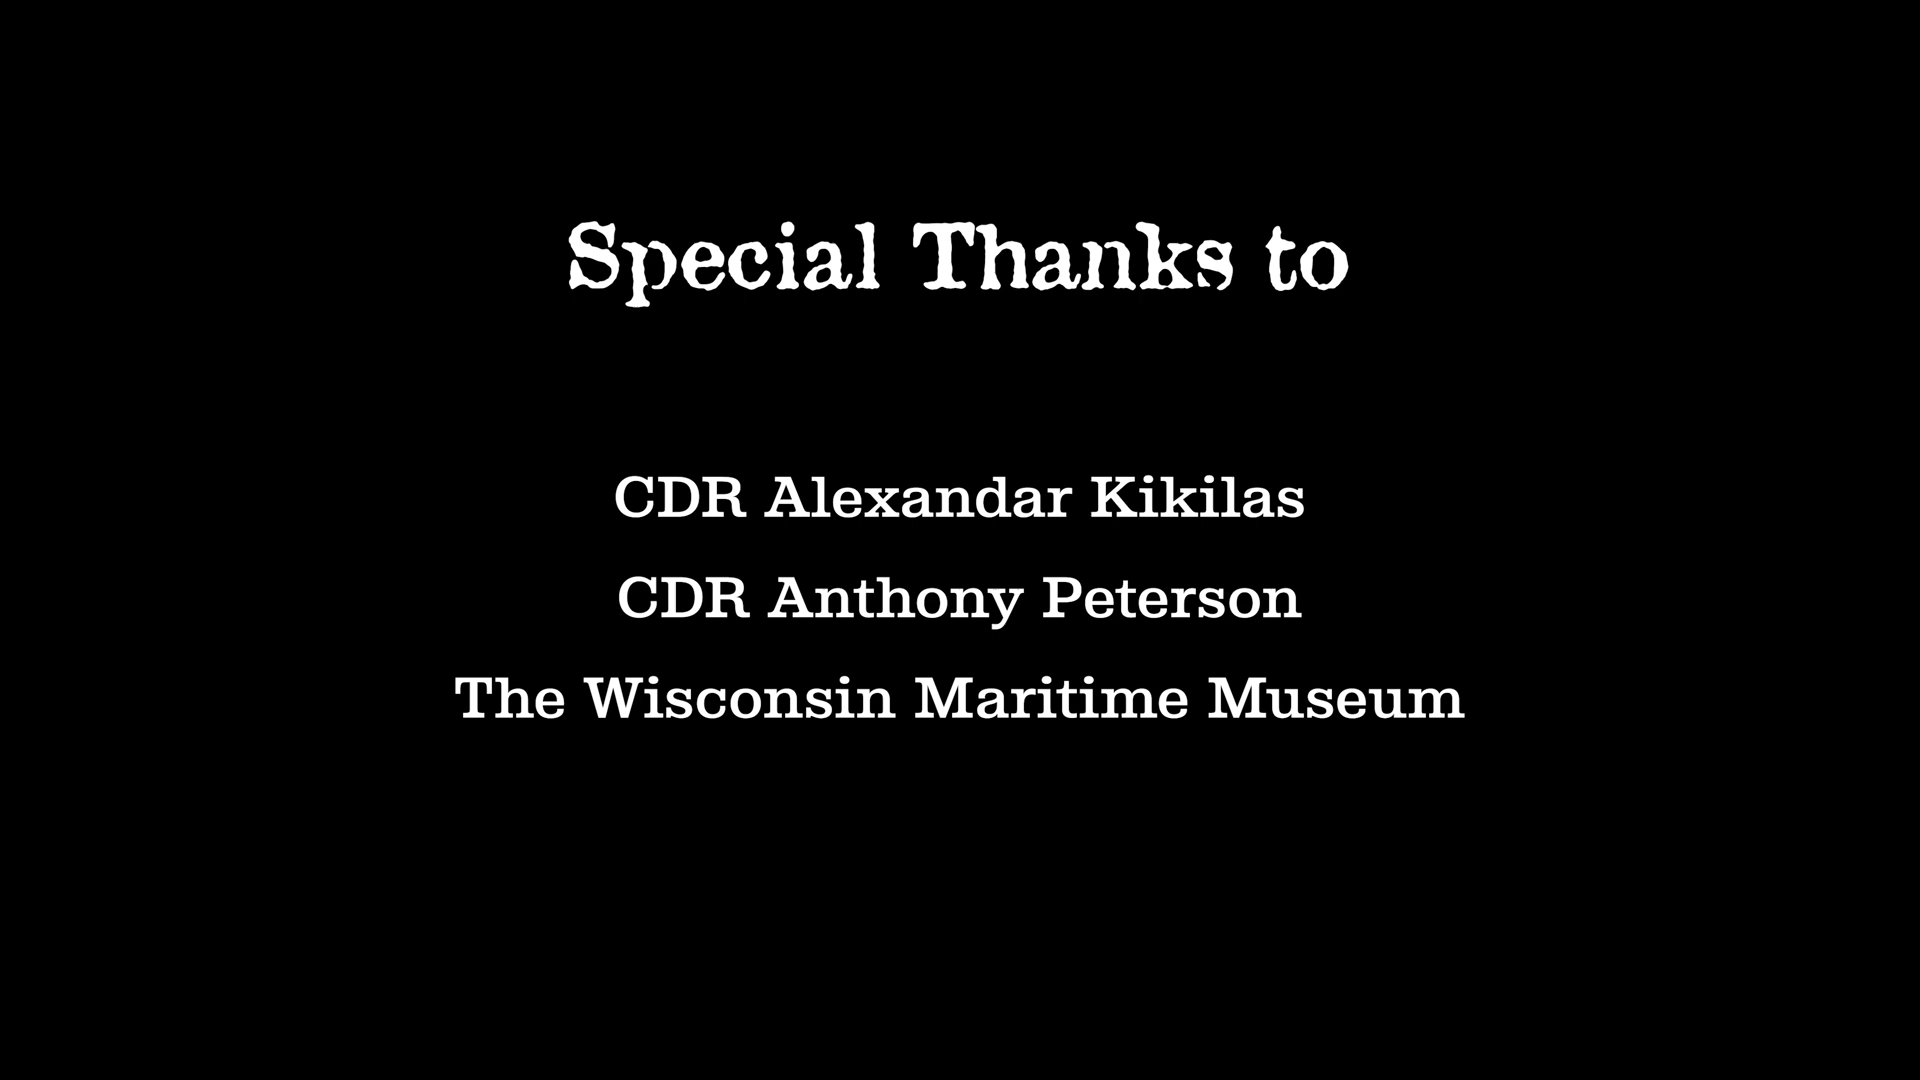 Special Thanks to
CDR Alexandar Kikilas
CDR Anthony Peterson
The Wisconsin Maritime Museum